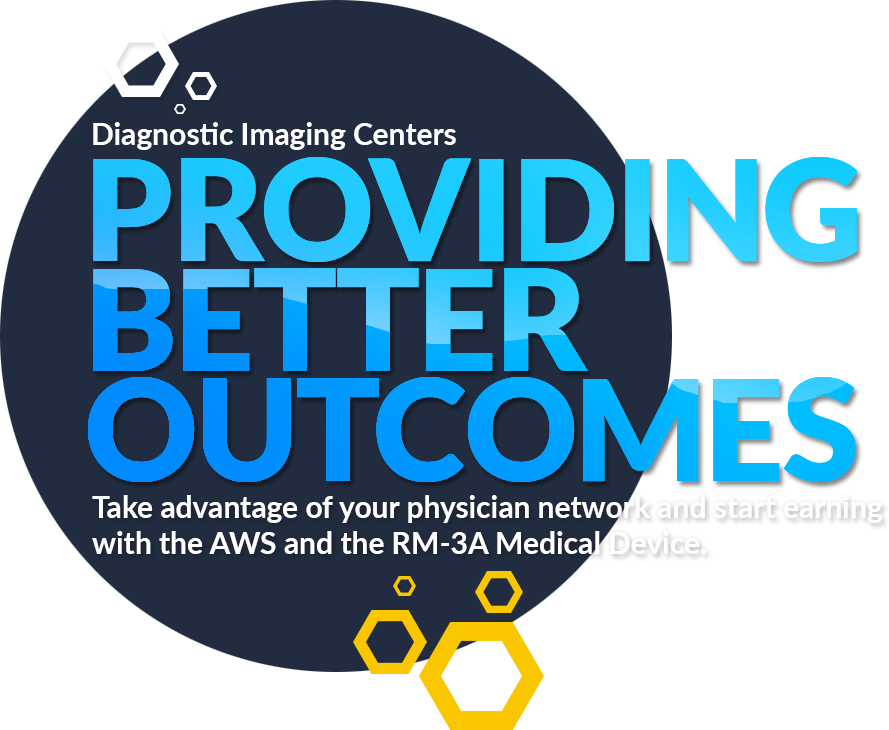 Diagnostic Imaging Centers
PROVIDING
BETTER
OUTCOMES
Take advantage of your physician network and start earning
with the AWS and the RM-3A Medical Device.